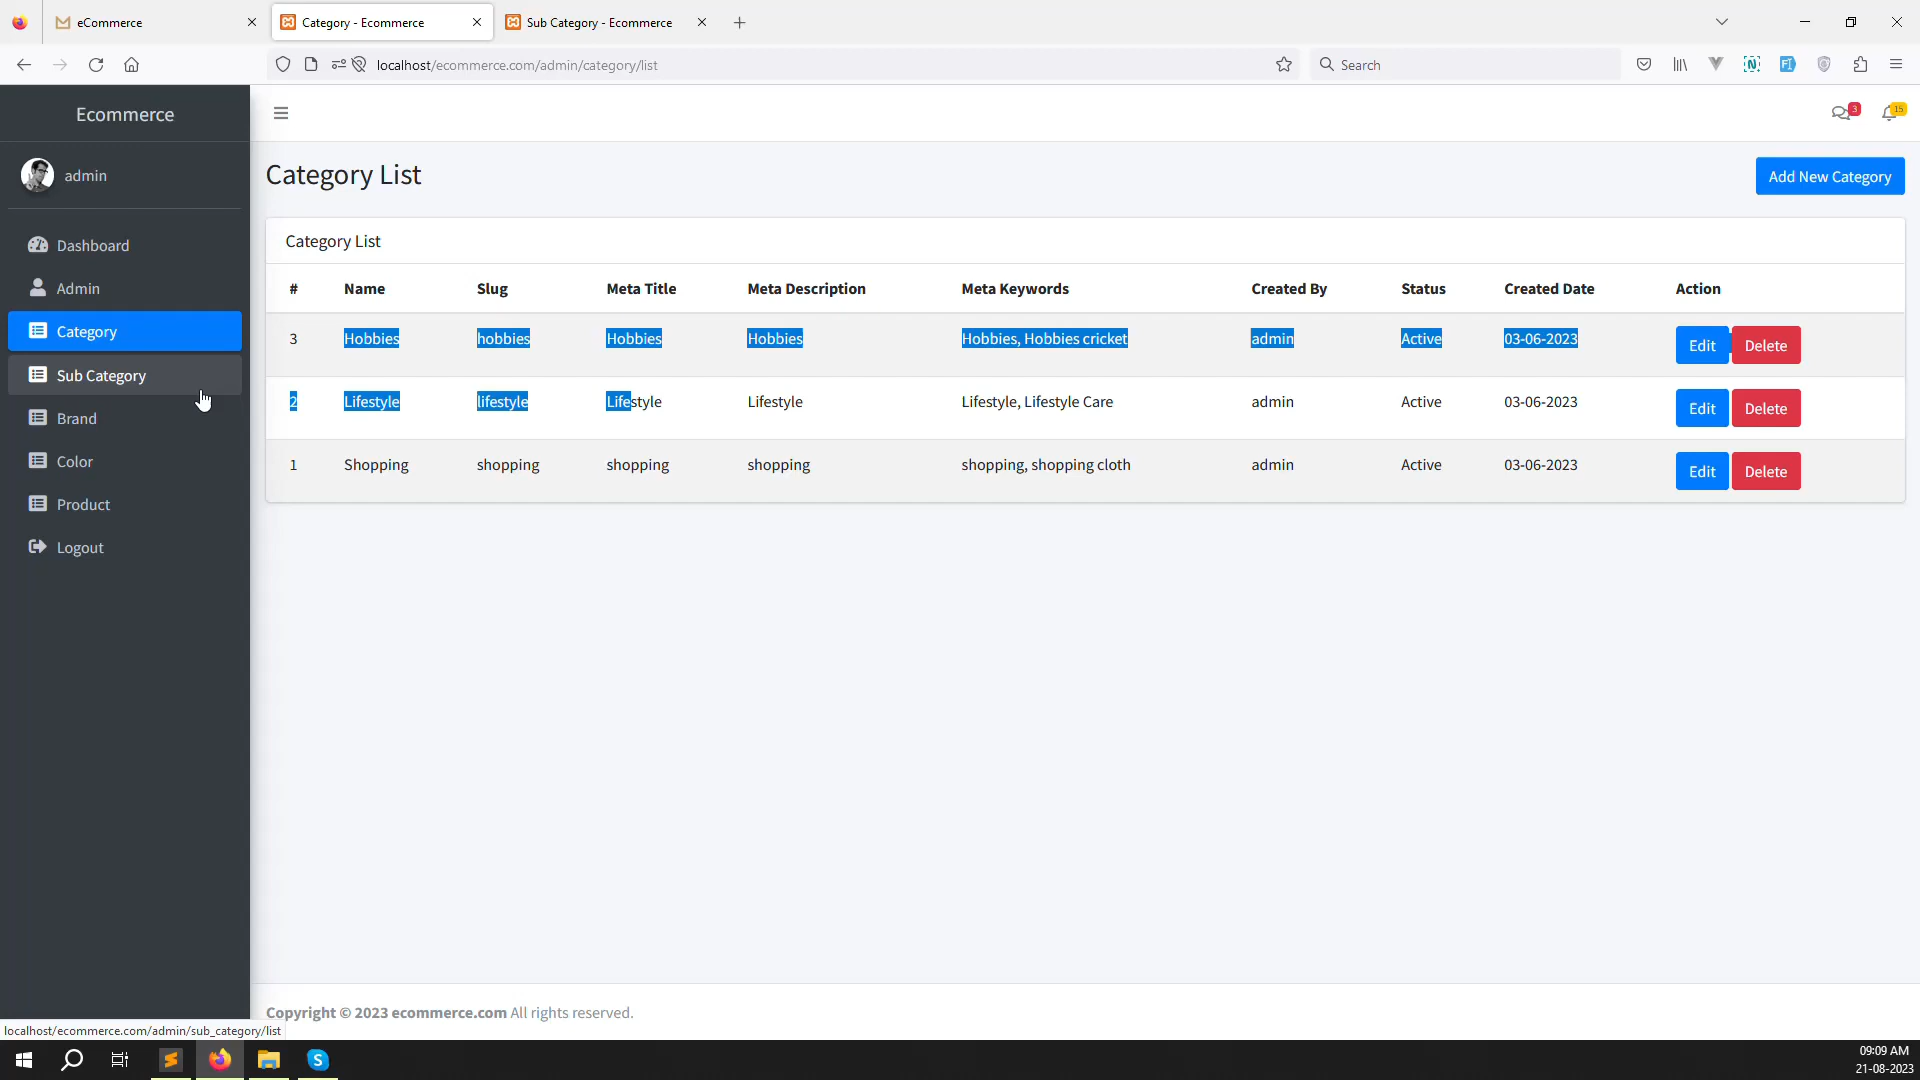 eCommerce
Category - Ecommerce
Sub Category - Ecommerce
localhost/ecommerce.com/admin/category/list
Search
Ecommerce
3
15
admin
Category List
Add New Category
Dashboard
Admin
Category
Sub Category
Brand
Color
Product
Logout
Category List
# Name Slug Meta Title Meta Description Meta Keywords Created By Status Created Date Action
3 Hobbies hobbies Hobbies Hobbies Hobbies, Hobbies cricket admin Active 03-06-2023 Edit Delete
2 Lifestyle lifestyle Lifestyle Lifestyle Lifestyle, Lifestyle Care admin Active 03-06-2023 Edit Delete
1 Shopping shopping shopping shopping shopping, shopping cloth admin Active 03-06-2023 Edit Delete
Copyright © 2023 ecommerce.com All rights reserved.
localhost/ecommerce.com/admin/sub_category/list
09:09 AM
21-08-2023